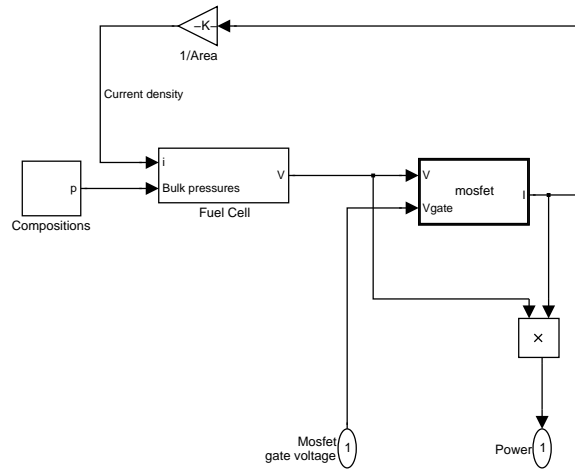 -K-
1/Area
Current density
i
V
Bulk pressures
Fuel Cell
p
Compositions
V
mosfet
I
Vgate
×
Mosfet
gate voltage
1
Power
1